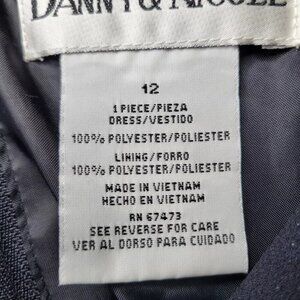 DANNY & NICOLE
12
1 PIECE/PIEZA
DRESS/VESTIDO
100% POLYESTER/POLIESTER
LINING/FORRO
100% POLYESTER/POLIESTER
MADE IN VIETNAM
HECHO EN VIETNAM
RN 67473
SEE REVERSE FOR CARE
VER AL DORSO PARA CUIDADO